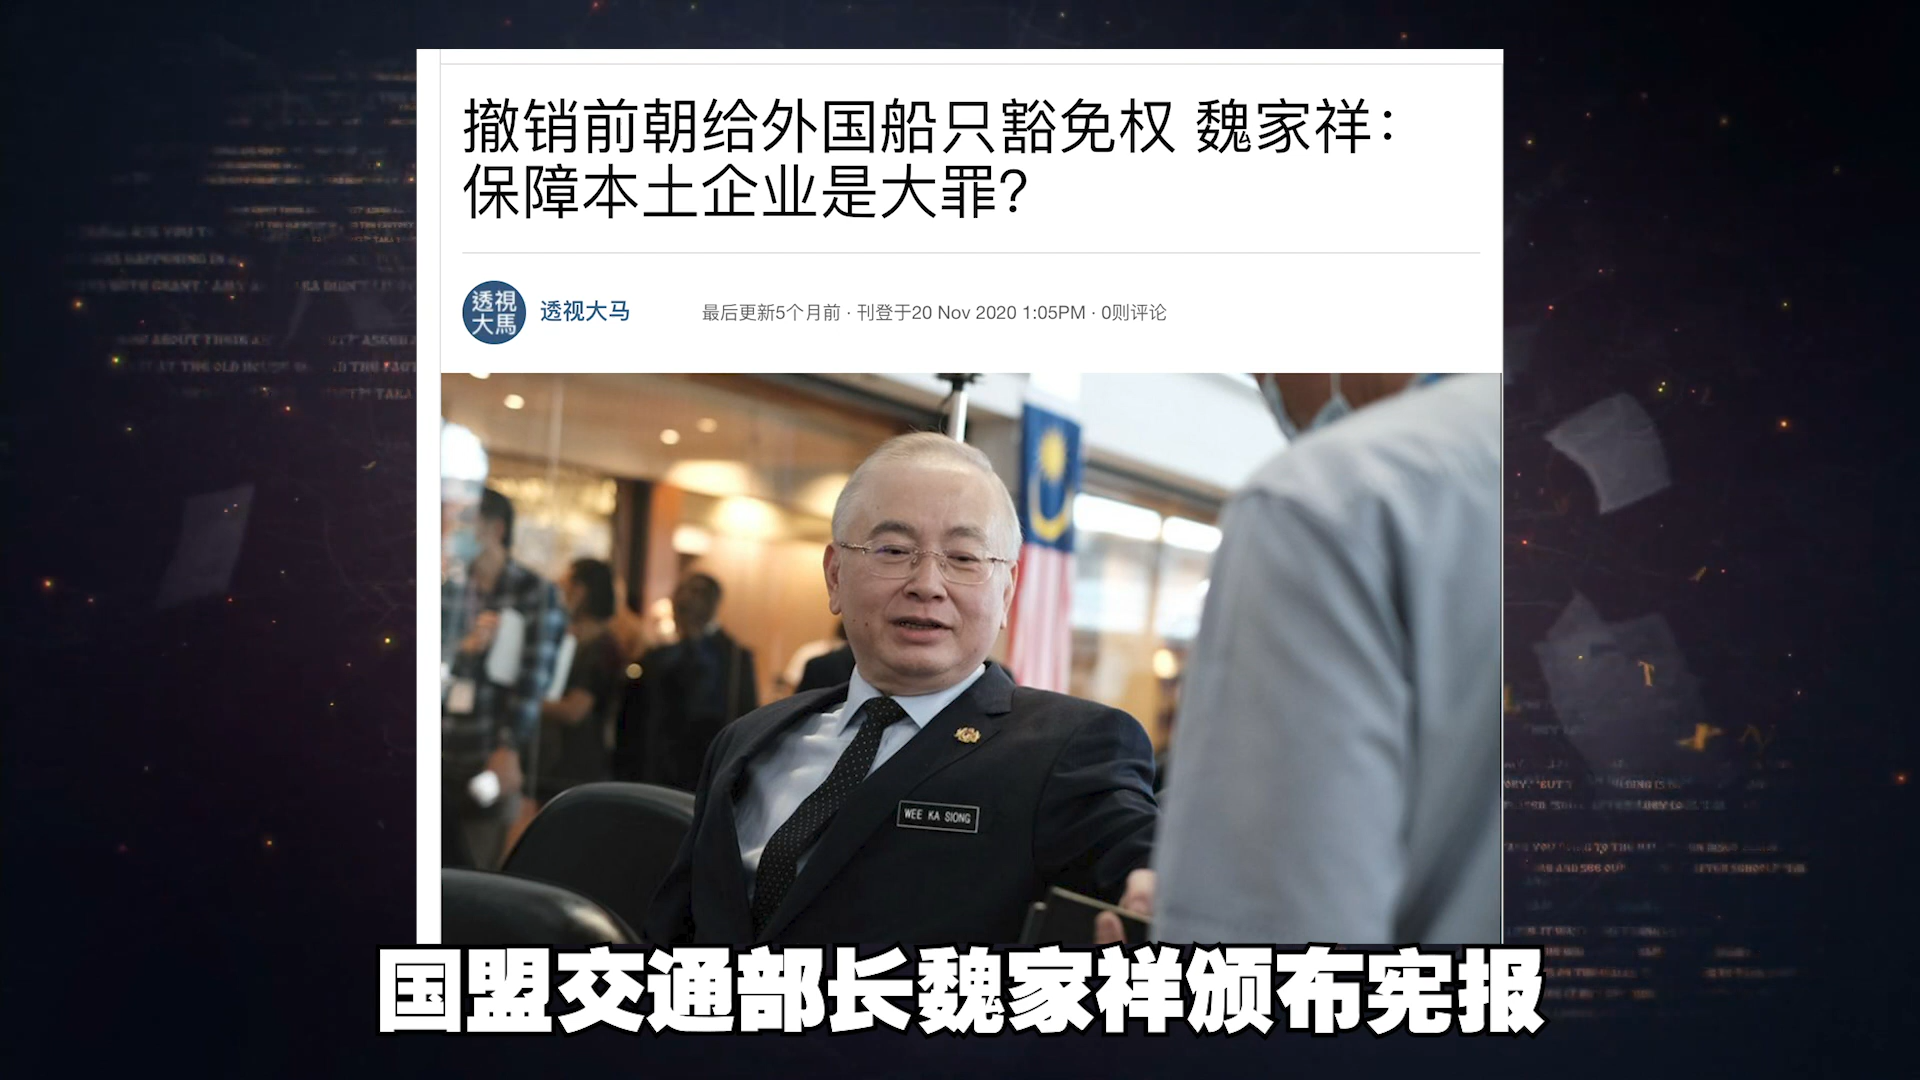 撤销前朝给外国船只豁免权 魏家祥：
保障本土企业是大罪？
透視
大馬
透视大马
最后更新5个月前 · 刊登于20 Nov 2020 1:05PM · 0则评论
WEE KA SIONG
国盟交通部长魏家祥颁布宪报